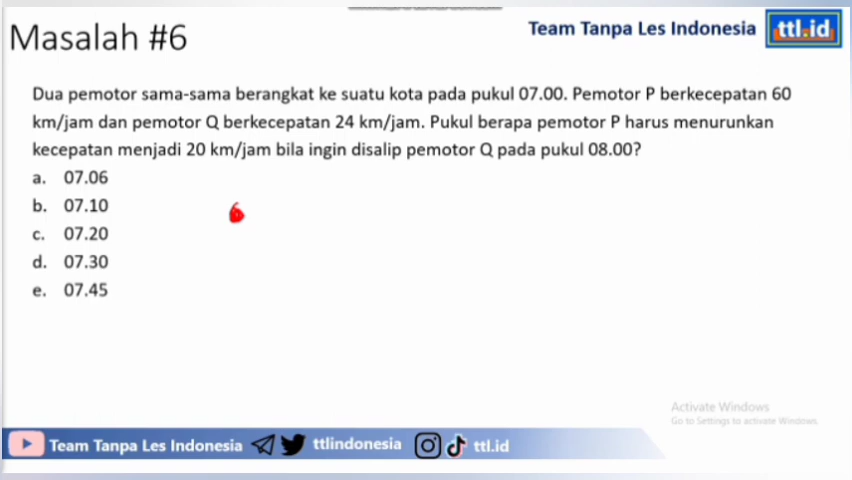 Masalah #6
Team Tanpa Les Indonesia
ttl.id
Dua pemotor sama-sama berangkat ke suatu kota pada pukul 07.00. Pemotor P berkecepatan 60
km/jam dan pemotor Q berkecepatan 24 km/jam. Pukul berapa pemotor P harus menurunkan
kecepatan menjadi 20 km/jam bila ingin disalip pemotor Q pada pukul 08.00?
a. 07.06
b. 07.10
c. 07.20
d. 07.30
e. 07.45
Activate Windows
Go to Settings to activate Windows.
Team Tanpa Les Indonesia ttlindonesia ttl.id